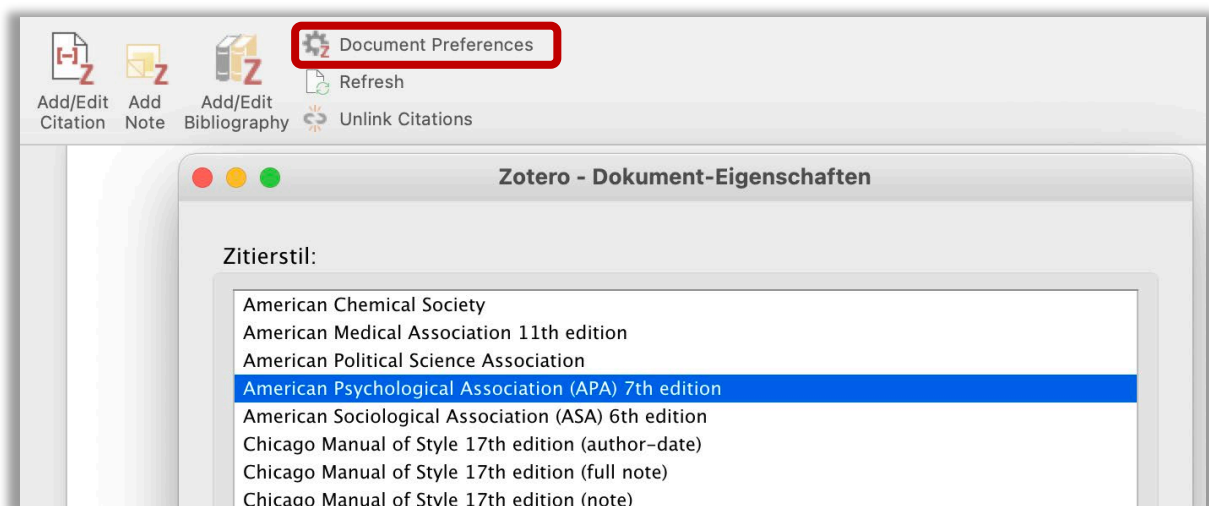 Document Preferences
Refresh
Unlink Citations
Add/Edit
Citation
Add
Note
Add/Edit
Bibliography
Zotero - Dokument-Eigenschaften
Zitierstil:
American Chemical Society
American Medical Association 11th edition
American Political Science Association
American Psychological Association (APA) 7th edition
American Sociological Association (ASA) 6th edition
Chicago Manual of Style 17th edition (author-date)
Chicago Manual of Style 17th edition (full note)
Chicago Manual of Style 17th edition (note)